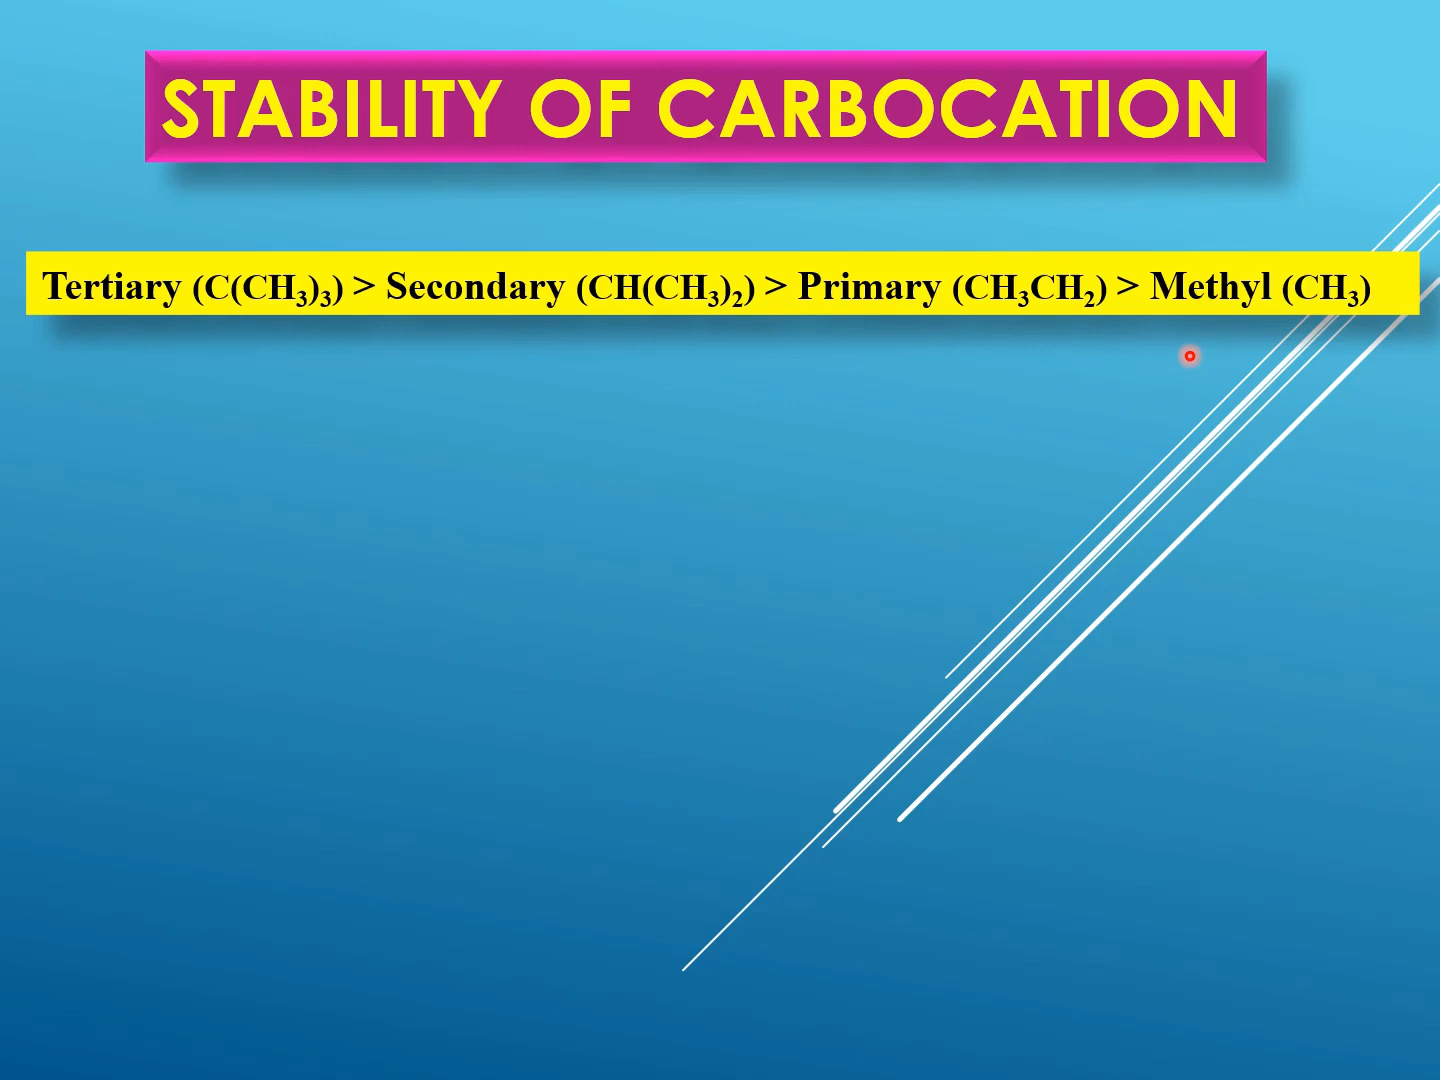 STABILITY OF CARBOCATION
Tertiary (C(CH₃)₃) > Secondary (CH(CH₃)₂) > Primary (CH₃CH₂) > Methyl (CH₃)